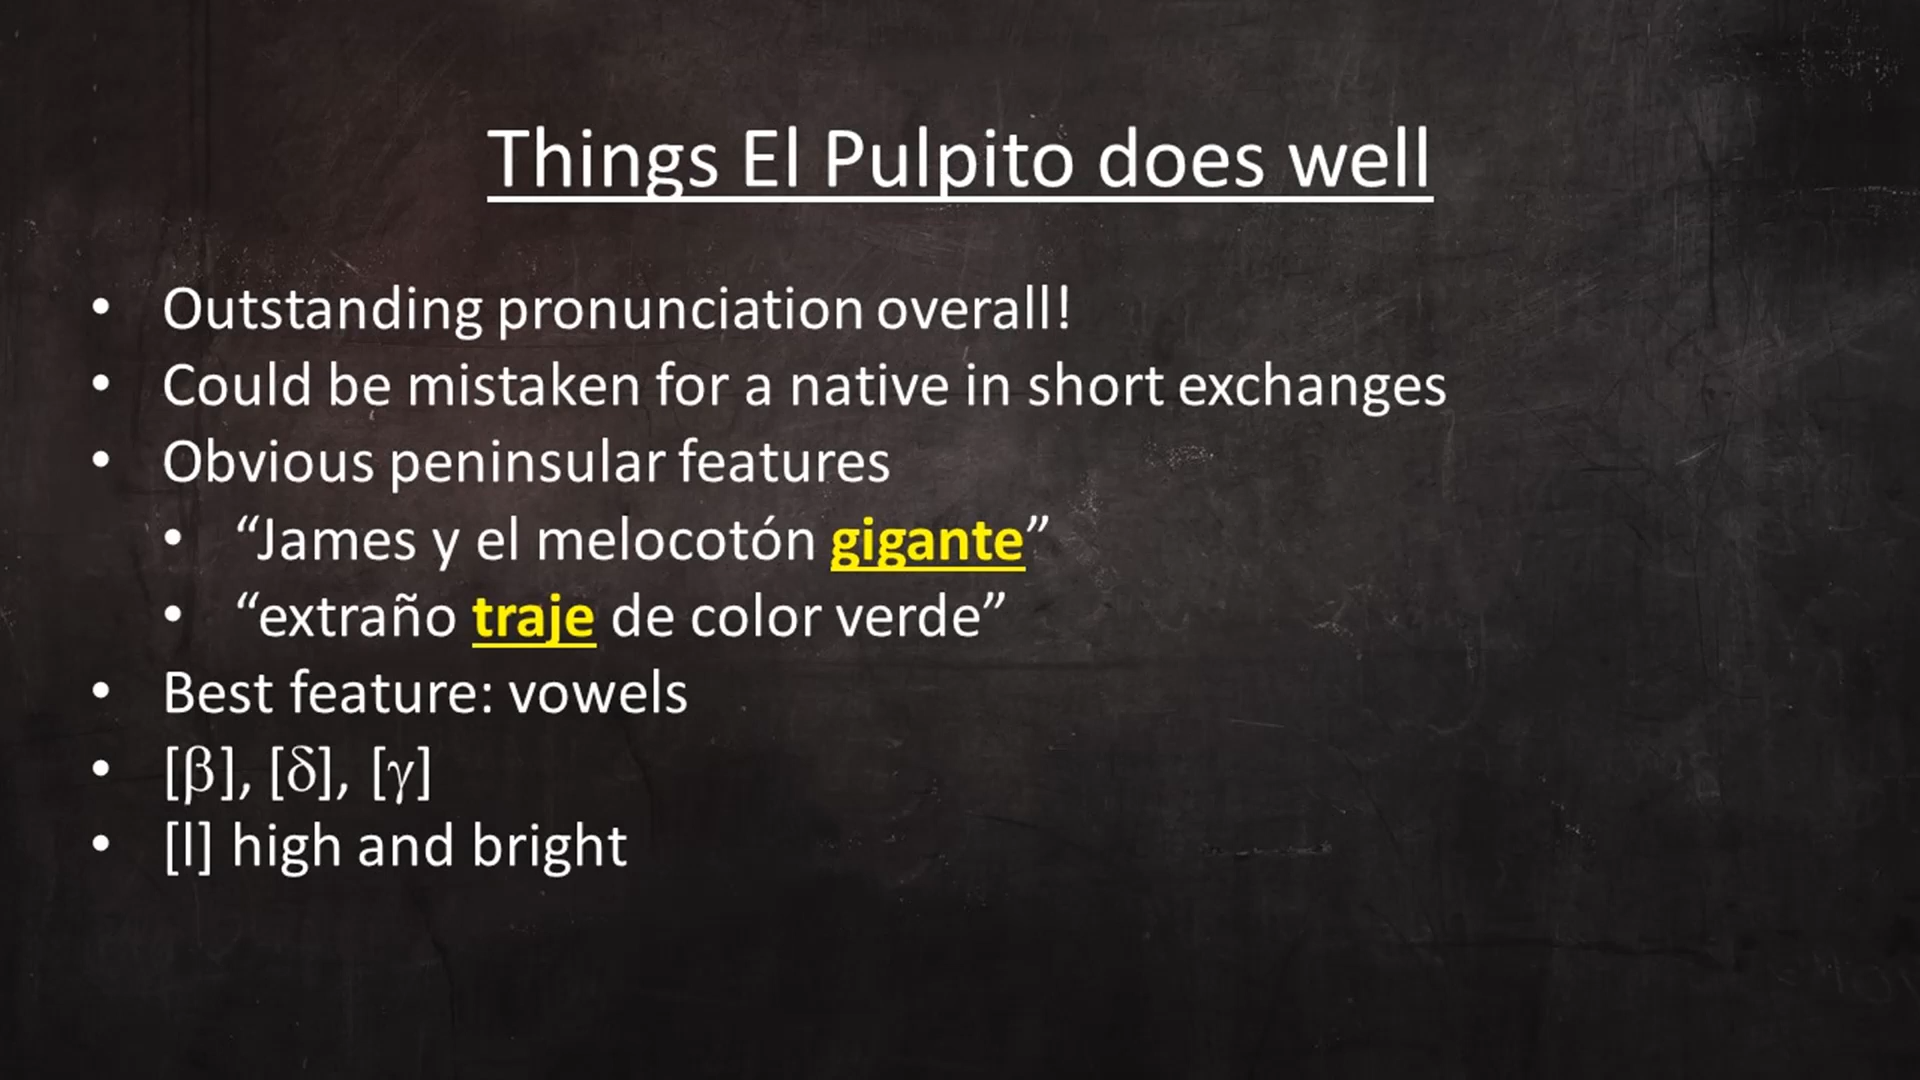 Things El Pulpito does well
• Outstanding pronunciation overall!
• Could be mistaken for a native in short exchanges
• Obvious peninsular features
• “James y el melocotón gigante”
• “extraño traje de color verde”
• Best feature: vowels
• [β], [δ], [γ]
• [l] high and bright